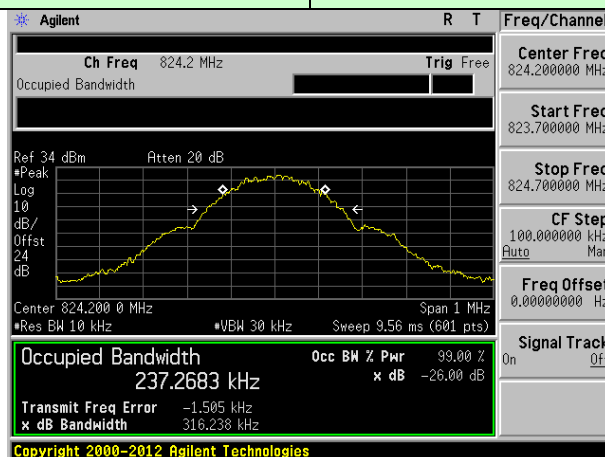 Agilent R T Freq/Channel
Ch Freq 824.2 MHz Trig Free
Occupied Bandwidth
Center Freq
824.200000 MHz
Start Freq
823.700000 MHz
Stop Freq
824.700000 MHz
CF Step
100.000000 kHz
Auto Man
Freq Offset
0.00000000 Hz
Signal Track
On Off
Ref 34 dBm Atten 20 dB
#Peak
Log
10
dB/
Offst
24
dB
Center 824.200 0 MHz Span 1 MHz
#Res BW 10 kHz #VBW 30 kHz Sweep 9.56 ms (601 pts)
Occupied Bandwidth Occ BW % Pwr 99.00 %
237.2683 kHz x dB -26.00 dB
Transmit Freq Error -1.505 kHz
x dB Bandwidth 316.238 kHz
Copyright 2000-2012 Agilent Technologies